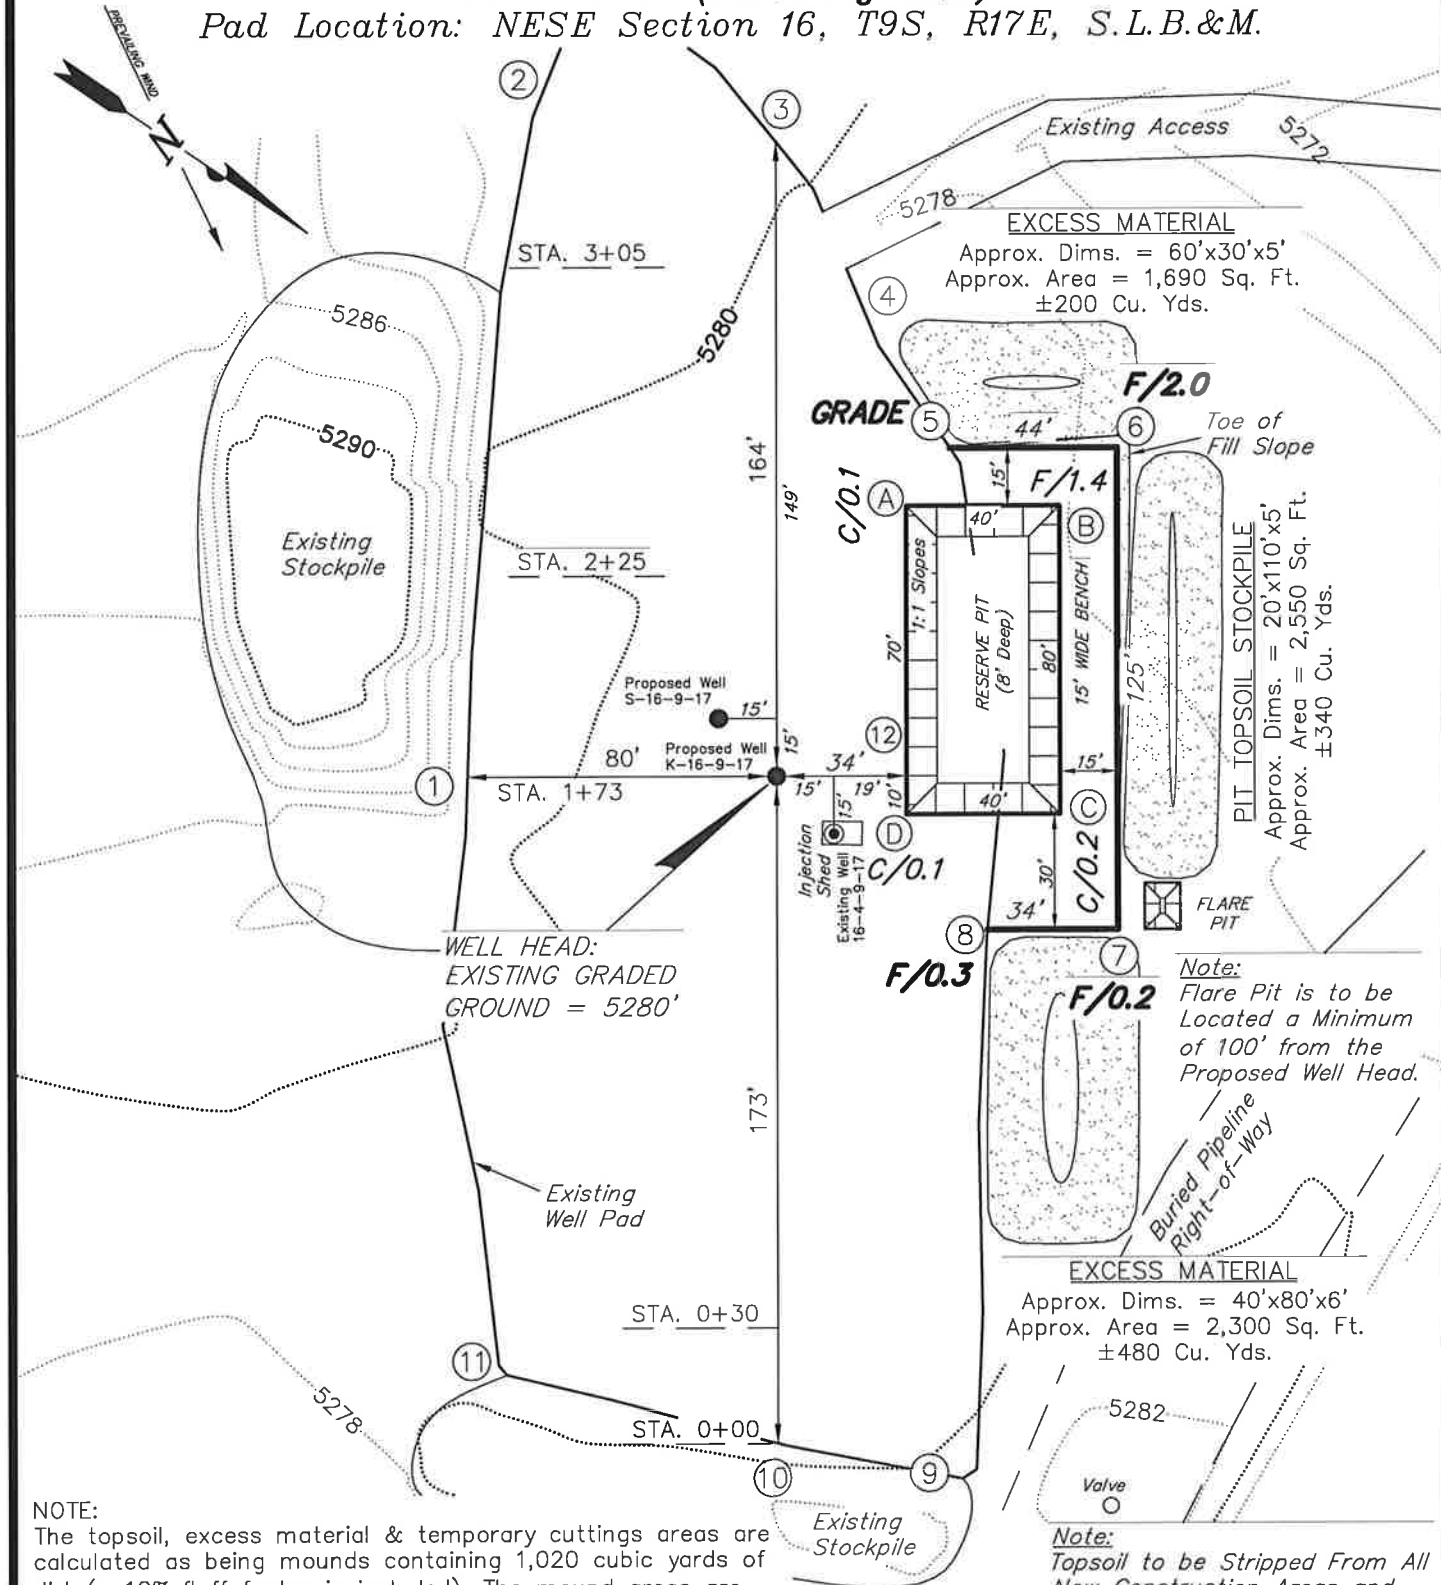 Pad Location: NESE Section 16, T9S, R17E, S.L.B.&M.
PREVAILING WIND
N
2
3
Existing Access
5272
5278
EXCESS MATERIAL
Approx. Dims. = 60'x30'x5'
Approx. Area = 1,690 Sq. Ft.
±200 Cu. Yds.
STA. 3+05
4
5286
5280
F/2.0
GRADE
5
44'
6
Toe of
Fill Slope
5290
164'
149'
15'
F/1.4
C/0.1
A
40'
B
Existing
Stockpile
STA. 2+25
1:1 Slopes
RESERVE PIT
(8' Deep)
70'
80'
15' WIDE BENCH
125'
PIT TOPSOIL STOCKPILE
Approx. Dims. = 20'x110'x5'
Approx. Area = 2,550 Sq. Ft.
±340 Cu. Yds.
Proposed Well
S-16-9-17
15'
15'
12
1
80'
Proposed Well
K-16-9-17
34'
15'
STA. 1+73
15'
19'
10'
40'
15'
C
Injection
Shed
Existing Well
16-4-9-17
D
C/0.1
C/0.2
30'
34'
FLARE
PIT
WELL HEAD:
EXISTING GRADED
GROUND = 5280'
8
F/0.3
7
F/0.2
Note:
Flare Pit is to be
Located a Minimum
of 100' from the
Proposed Well Head.
173'
Buried Pipeline
Right-of-Way
Existing
Well Pad
EXCESS MATERIAL
Approx. Dims. = 40'x80'x6'
Approx. Area = 2,300 Sq. Ft.
±480 Cu. Yds.
STA. 0+30
11
5278
STA. 0+00
5282
10
9
Valve
Existing
Stockpile
NOTE:
The topsoil, excess material & temporary cuttings areas are
calculated as being mounds containing 1,020 cubic yards of
Note:
Topsoil to be Stripped From All